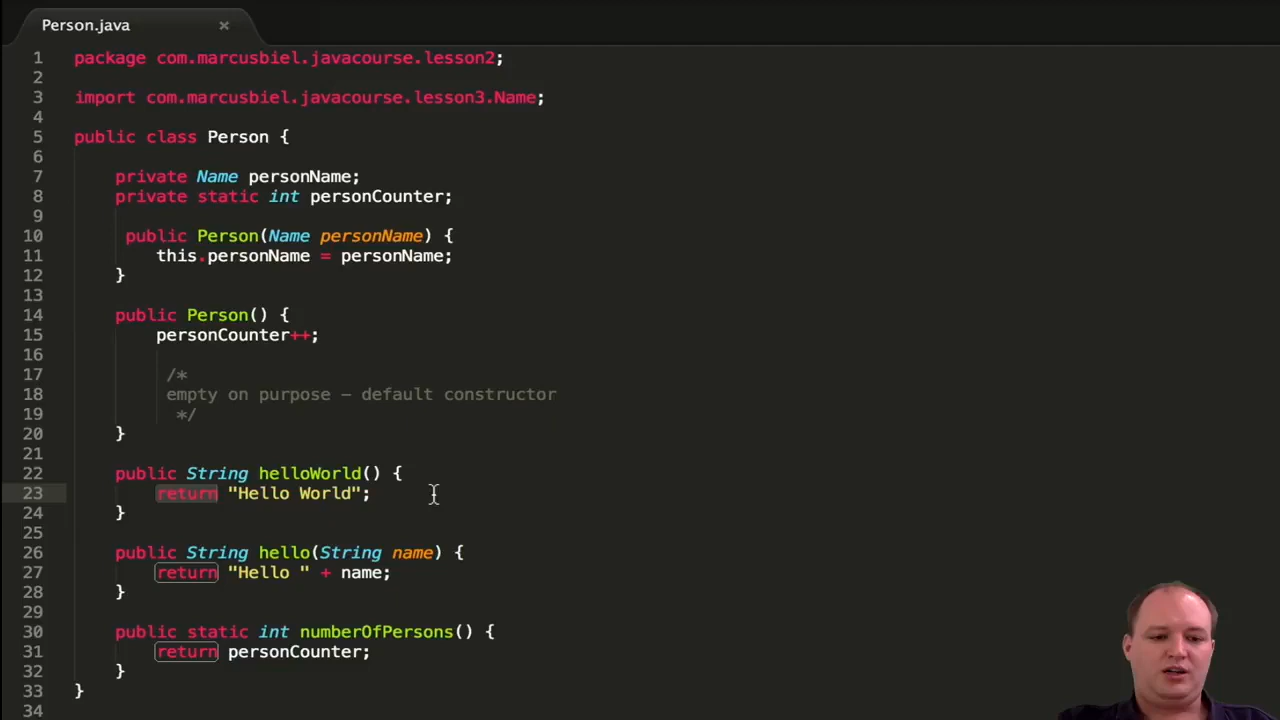 Person.java ×
1 package com.marcusbiel.javacourse.lesson2;
2
3 import com.marcusbiel.javacourse.lesson3.Name;
4
5 public class Person {
6
7 private Name personName;
8 private static int personCounter;
9
10 public Person(Name personName) {
11 this.personName = personName;
12 }
13
14 public Person() {
15 personCounter++;
16
17 /*
18 empty on purpose – default constructor
19 */
20 }
21
22 public String helloWorld() {
23 return "Hello World";
24 }
25
26 public String hello(String name) {
27 return "Hello " + name;
28 }
29
30 public static int numberOfPersons() {
31 return personCounter;
32 }
33 }
34